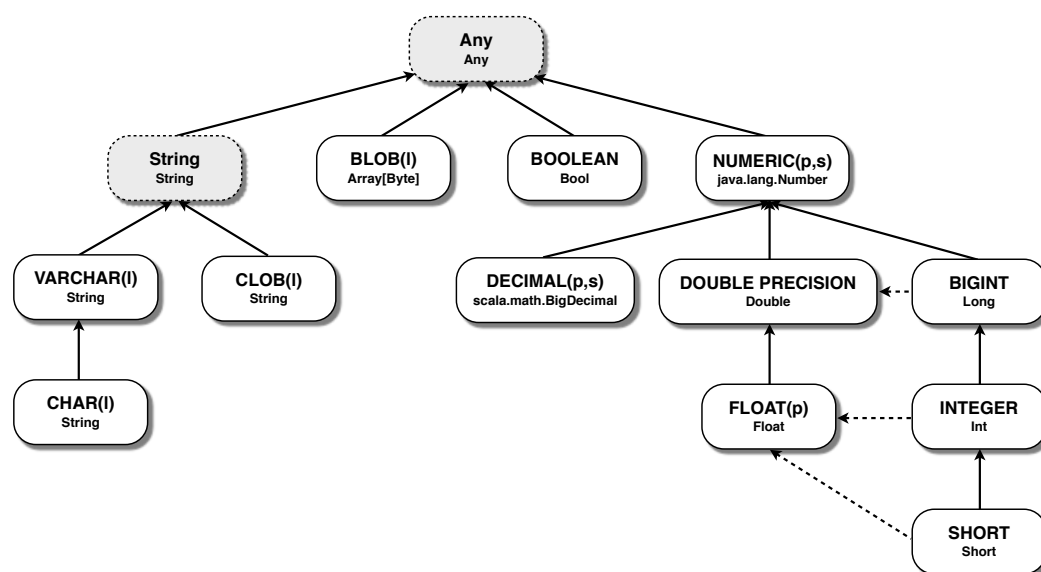 Any
Any
String
String
BLOB(l)
Array[Byte]
BOOLEAN
Bool
NUMERIC(p,s)
java.lang.Number
VARCHAR(l)
String
CLOB(l)
String
DECIMAL(p,s)
scala.math.BigDecimal
DOUBLE PRECISION
Double
BIGINT
Long
CHAR(l)
String
FLOAT(p)
Float
INTEGER
Int
SHORT
Short